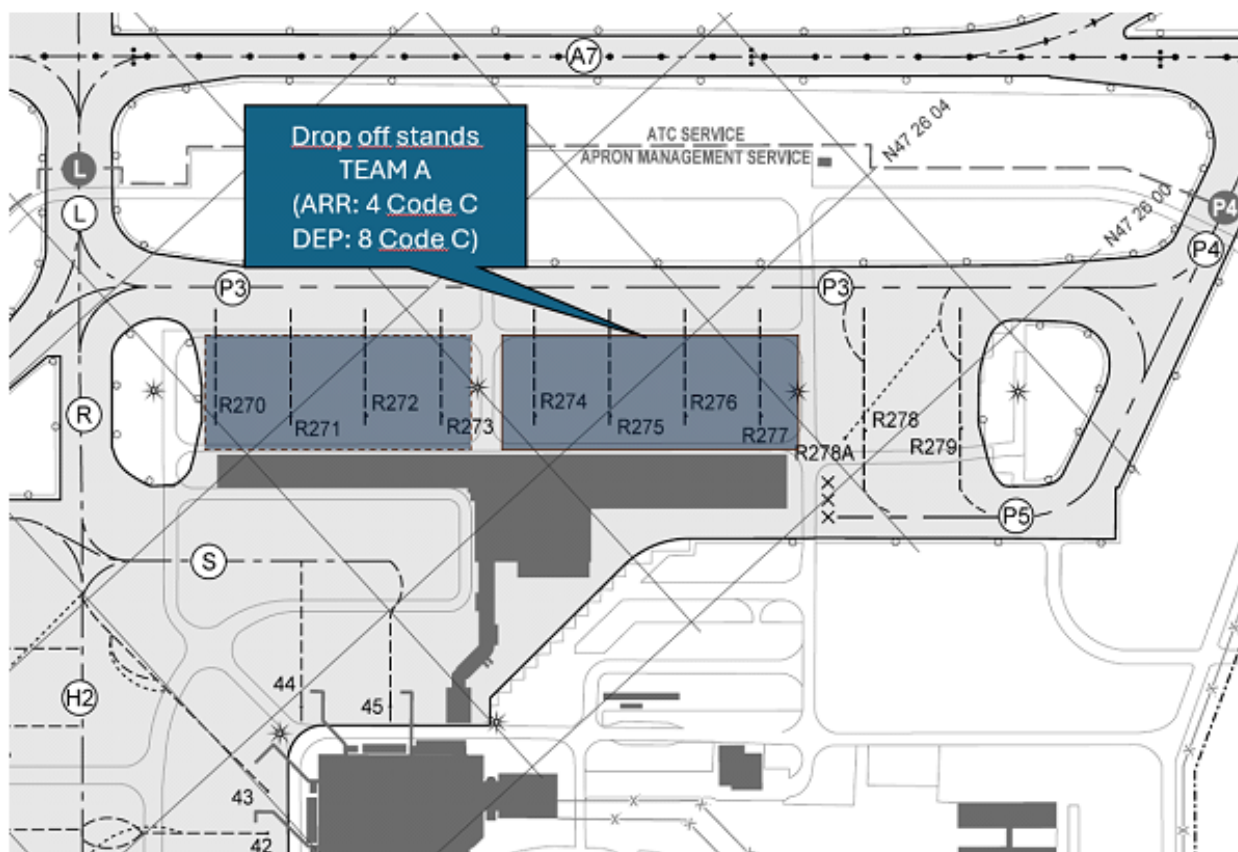 A7
Drop off stands
TEAM A
(ARR: 4 Code C
DEP: 8 Code C)
ATC SERVICE
APRON MANAGEMENT SERVICE
N47 26 04
N47 26 00
L
L
P4
P4
P3
P3
R270
R271
R272
R273
R274
R275
R276
R277
R278
R278A
R279
R
P5
S
H2
44
45
43
42